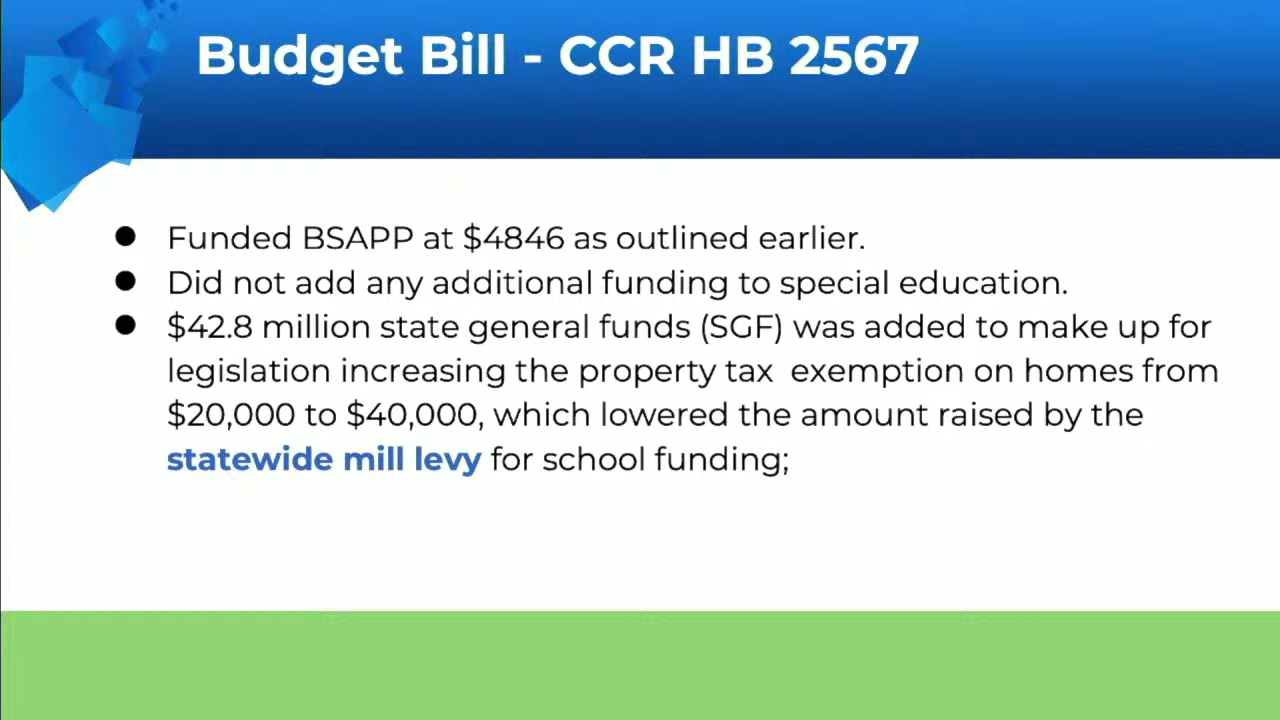 Budget Bill - CCR HB 2567
● Funded BSAPP at $4846 as outlined earlier.
● Did not add any additional funding to special education.
● $42.8 million state general funds (SGF) was added to make up for
legislation increasing the property tax  exemption on homes from
$20,000 to $40,000, which lowered the amount raised by the
statewide mill levy for school funding;